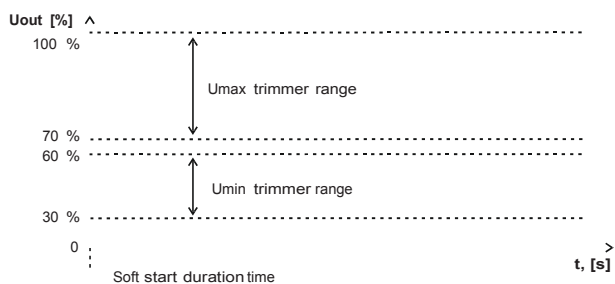 Uout [%]
100 %
Umax trimmer range
70 %
60 %
Umin trimmer range
30 %
0
t, [s]
Soft start duration time